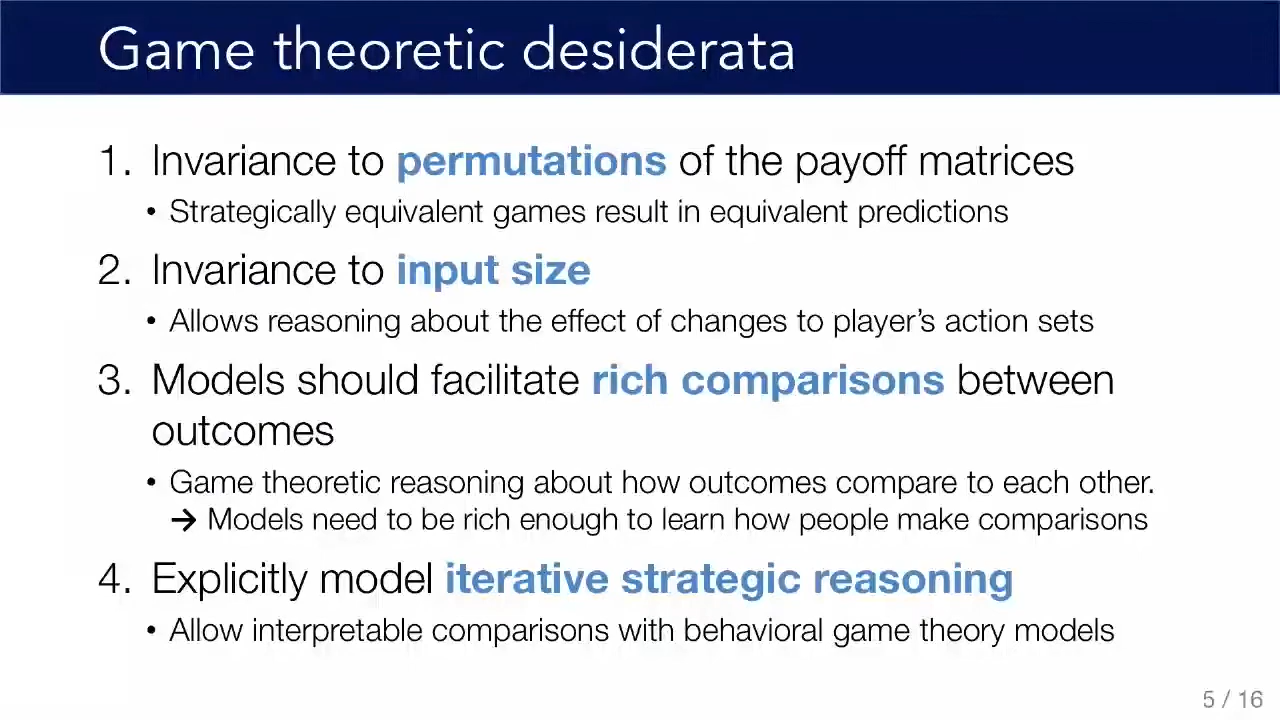 Game theoretic desiderata
1. Invariance to permutations of the payoff matrices
• Strategically equivalent games result in equivalent predictions
2. Invariance to input size
• Allows reasoning about the effect of changes to player’s action sets
3. Models should facilitate rich comparisons between
outcomes
• Game theoretic reasoning about how outcomes compare to each other.
→ Models need to be rich enough to learn how people make comparisons
4. Explicitly model iterative strategic reasoning
• Allow interpretable comparisons with behavioral game theory models
5 / 16